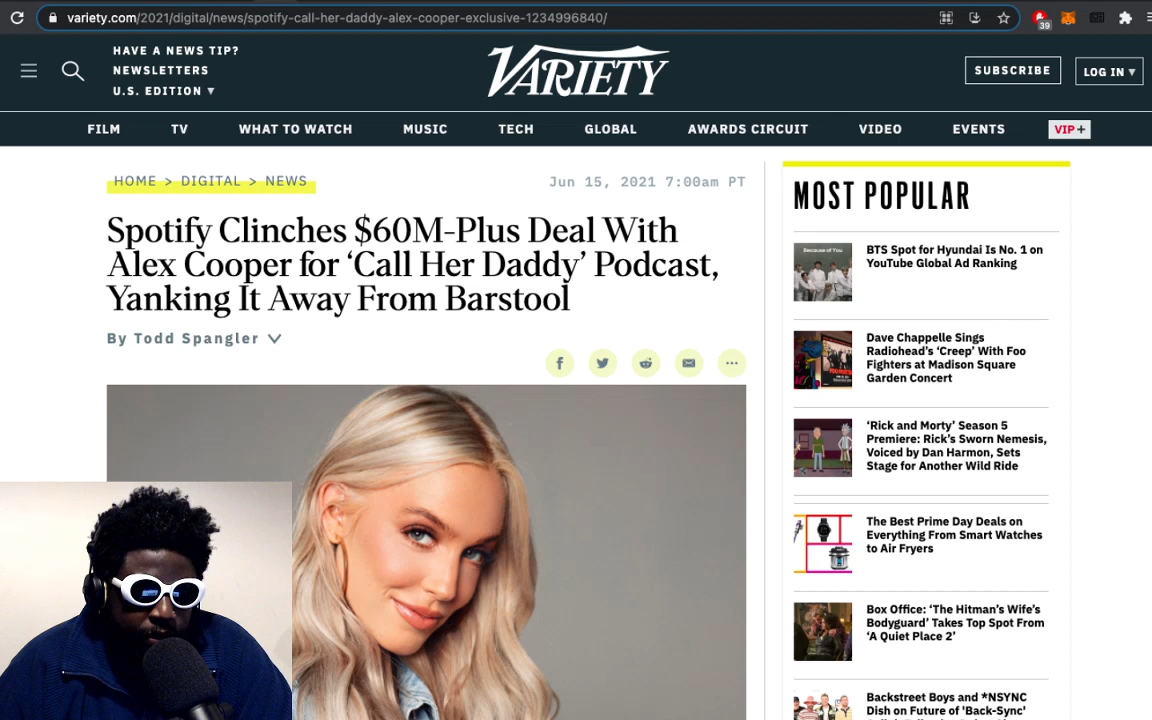 variety.com/2021/digital/news/spotify-call-her-daddy-alex-cooper-exclusive-1234996840/
39
HAVE A NEWS TIP?
NEWSLETTERS
U.S. EDITION ▼
VARIETY
SUBSCRIBE
LOG IN ▼
FILM
TV
WHAT TO WATCH
MUSIC
TECH
GLOBAL
AWARDS CIRCUIT
VIDEO
EVENTS
VIP+
HOME > DIGITAL > NEWS
Jun 15, 2021 7:00am PT
Spotify Clinches $60M-Plus Deal With
Alex Cooper for ‘Call Her Daddy’ Podcast,
Yanking It Away From Barstool
By Todd Spangler
MOST POPULAR
Because of You
BTS Spot for Hyundai Is No. 1 on
YouTube Global Ad Ranking
Dave Chappelle Sings
Radiohead’s ‘Creep’ With Foo
Fighters at Madison Square
Garden Concert
‘Rick and Morty’ Season 5
Premiere: Rick’s Sworn Nemesis,
Voiced by Dan Harmon, Sets
Stage for Another Wild Ride
The Best Prime Day Deals on
Everything From Smart Watches
to Air Fryers
Box Office: ‘The Hitman’s Wife’s
Bodyguard’ Takes Top Spot From
‘A Quiet Place 2’
Backstreet Boys and *NSYNC
Dish on Future of 'Back-Sync'